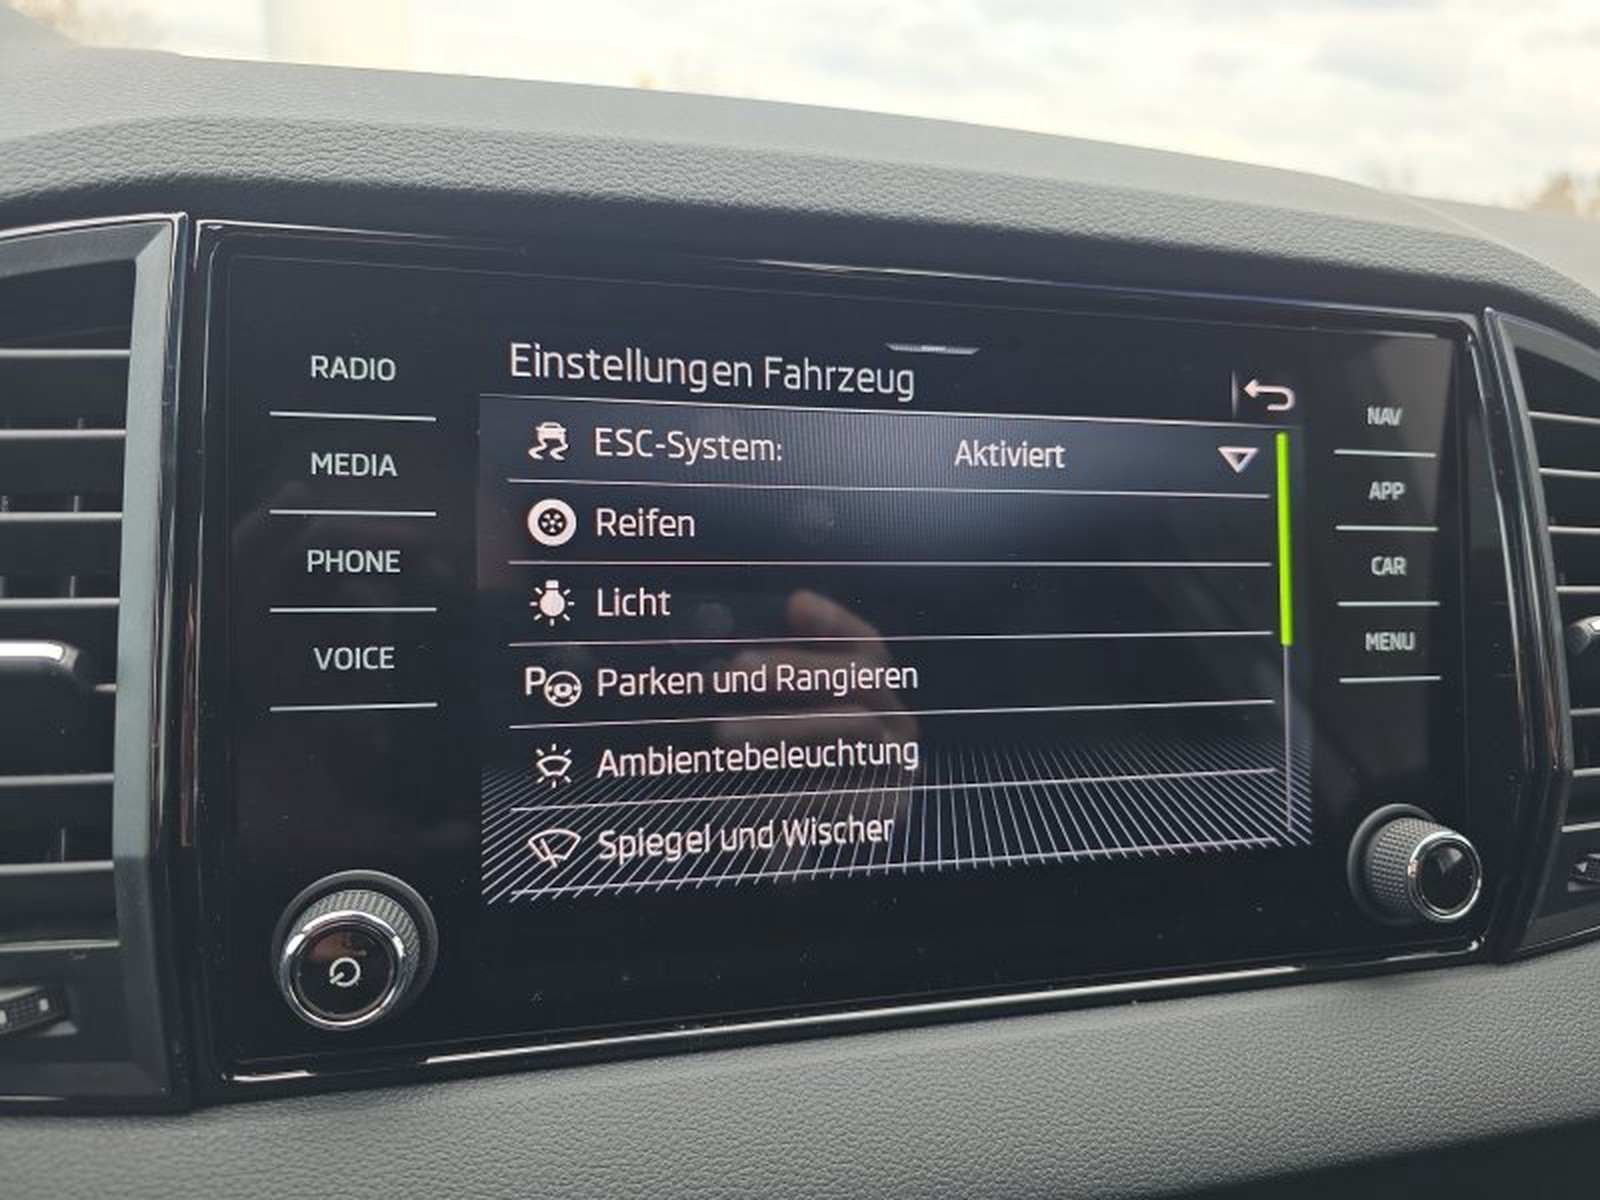 RADIO
MEDIA
PHONE
VOICE
Einstellungen Fahrzeug
ESC-System: Aktiviert
Reifen
Licht
Parken und Rangieren
Ambientebeleuchtung
Spiegel und Wischer
NAV
APP
CAR
MENU